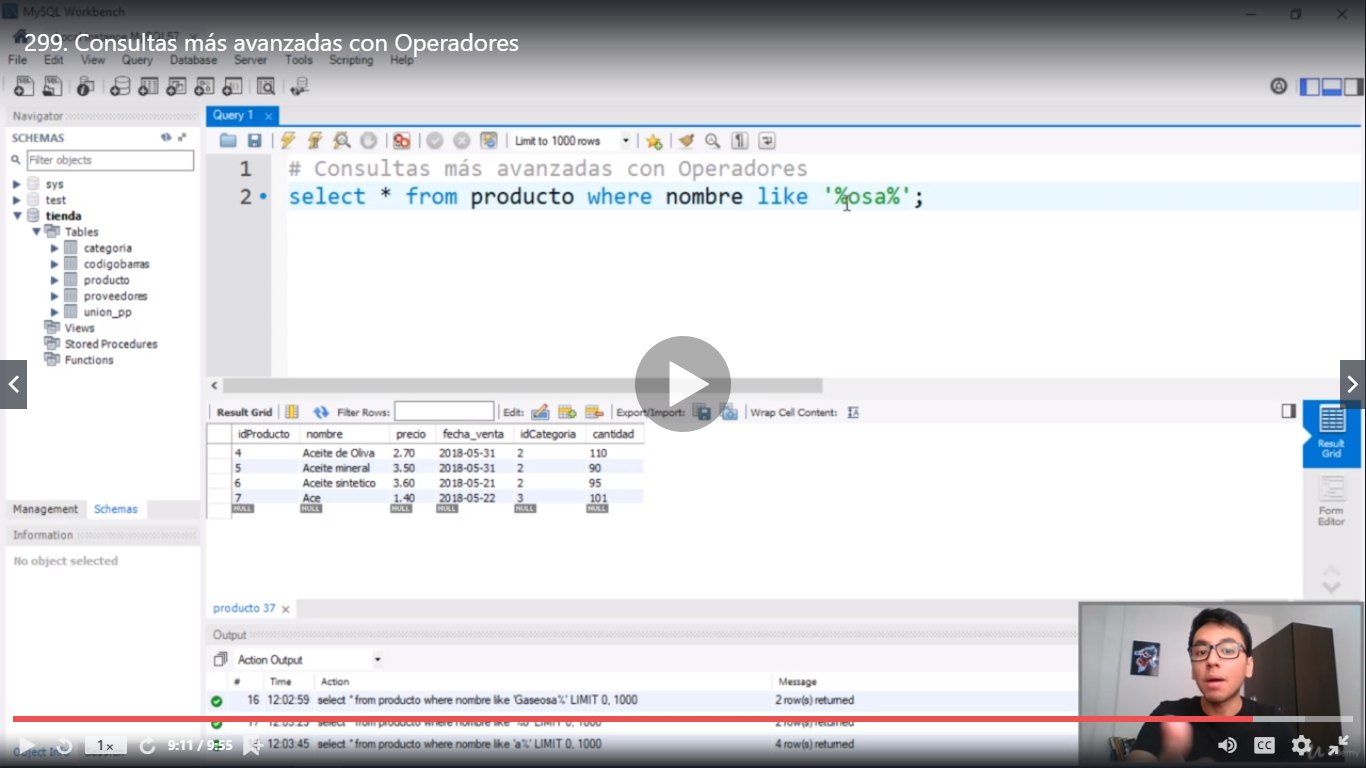 MySQL Workbench
299. Consultas más avanzadas con Operadores
File Edit View Query Database Server Tools Scripting Help
Navigator
SCHEMAS
Filter objects
sys
test
tienda
Tables
categoria
codigobarras
producto
proveedores
union_pp
Views
Stored Procedures
Functions
Management Schemas
Information
No object selected
Query 1
Limit to 1000 rows
1 # Consultas más avanzadas con Operadores
2 select * from producto where nombre like '%osa%';
Result Grid Filter Rows: Edit: Export/Import: Wrap Cell Content:
idProducto nombre precio fecha_venta idCategoria cantidad
4 Aceite de Oliva 2.70 2018-05-31 2 110
5 Aceite mineral 3.50 2018-05-31 2 90
6 Aceite sintetico 3.60 2018-05-21 2 95
7 Ace 1.40 2018-05-22 3 101
NULL NULL NULL NULL NULL NULL
Result
Grid
Form
Editor
producto 37
Output
Action Output
# Time Action Message
16 12:02:59 select * from producto where nombre like 'Gaseosa%' LIMIT 0, 1000 2 row(s) returned
17 12:03:23 select * from producto where nombre like LIMIT 0, 1000 2 row(s) returned
12:03:45 select * from producto where nombre like 'a%' LIMIT 0, 1000 4 row(s) returned
1x 9:11 / 9:55 CC